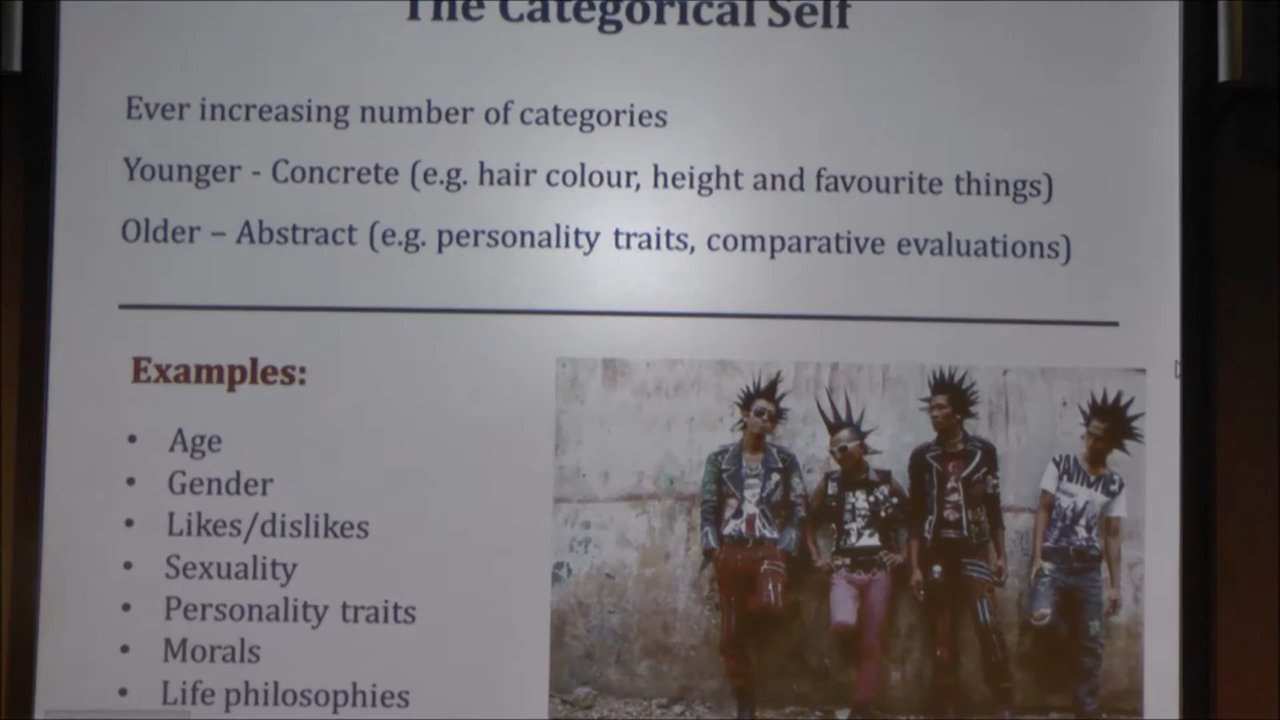 The Categorical Self
Ever increasing number of categories
Younger - Concrete (e.g. hair colour, height and favourite things)
Older – Abstract (e.g. personality traits, comparative evaluations)
Examples:
• Age
• Gender
• Likes/dislikes
• Sexuality
• Personality traits
• Morals
• Life philosophies